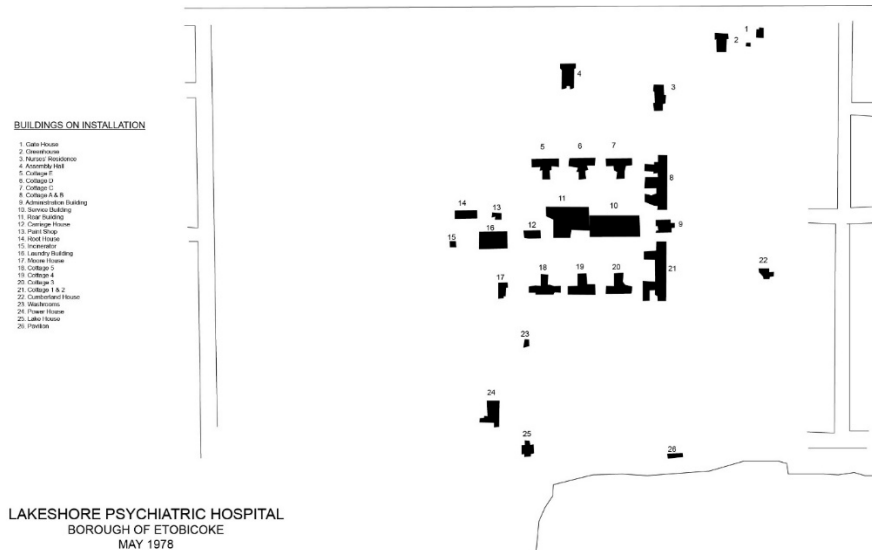 BUILDINGS ON INSTALLATION
1. Gate House
2. Greenhouse
3. Nurses' Residence
4. Assembly Hall
5. Cottage E
6. Cottage D
7. Cottage C
8. Cottage A & B
9. Administration Building
10. Service Building
11. Rear Building
12. Carriage House
13. Paint Shop
14. Root House
15. Incinerator
16. Laundry Building
17. Moore House
18. Cottage 5
19. Cottage 4
20. Cottage 3
21. Cottage 1 & 2
22. Cumberland House
23. Washrooms
24. Power House
25. Lake House
26. Pavilion
1
2
3
4
5
6
7
8
9
10
11
12
13
14
15
16
17
18
19
20
21
22
23
24
25
26
LAKESHORE PSYCHIATRIC HOSPITAL
BOROUGH OF ETOBICOKE
MAY 1978